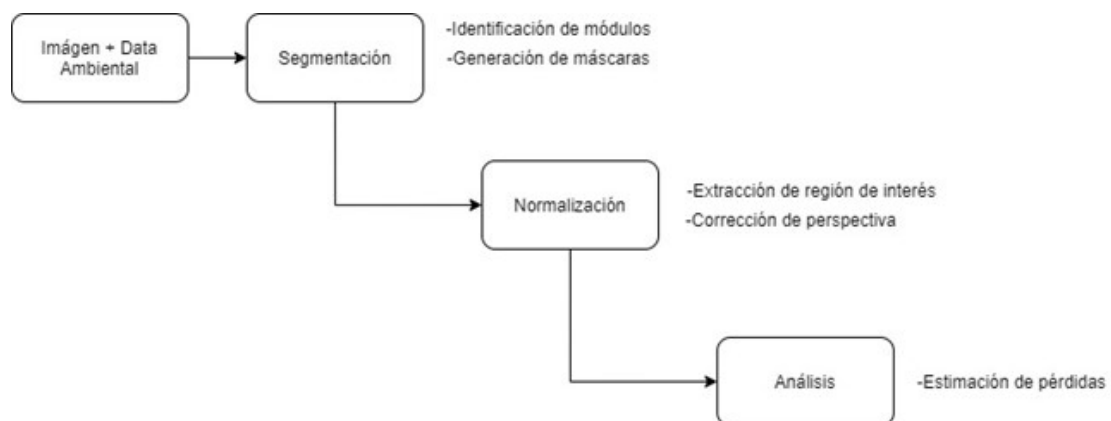 Imágen + Data
Ambiental
Segmentación
-Identificación de módulos
-Generación de máscaras
Normalización
-Extracción de región de interés
-Corrección de perspectiva
Análisis
-Estimación de pérdidas